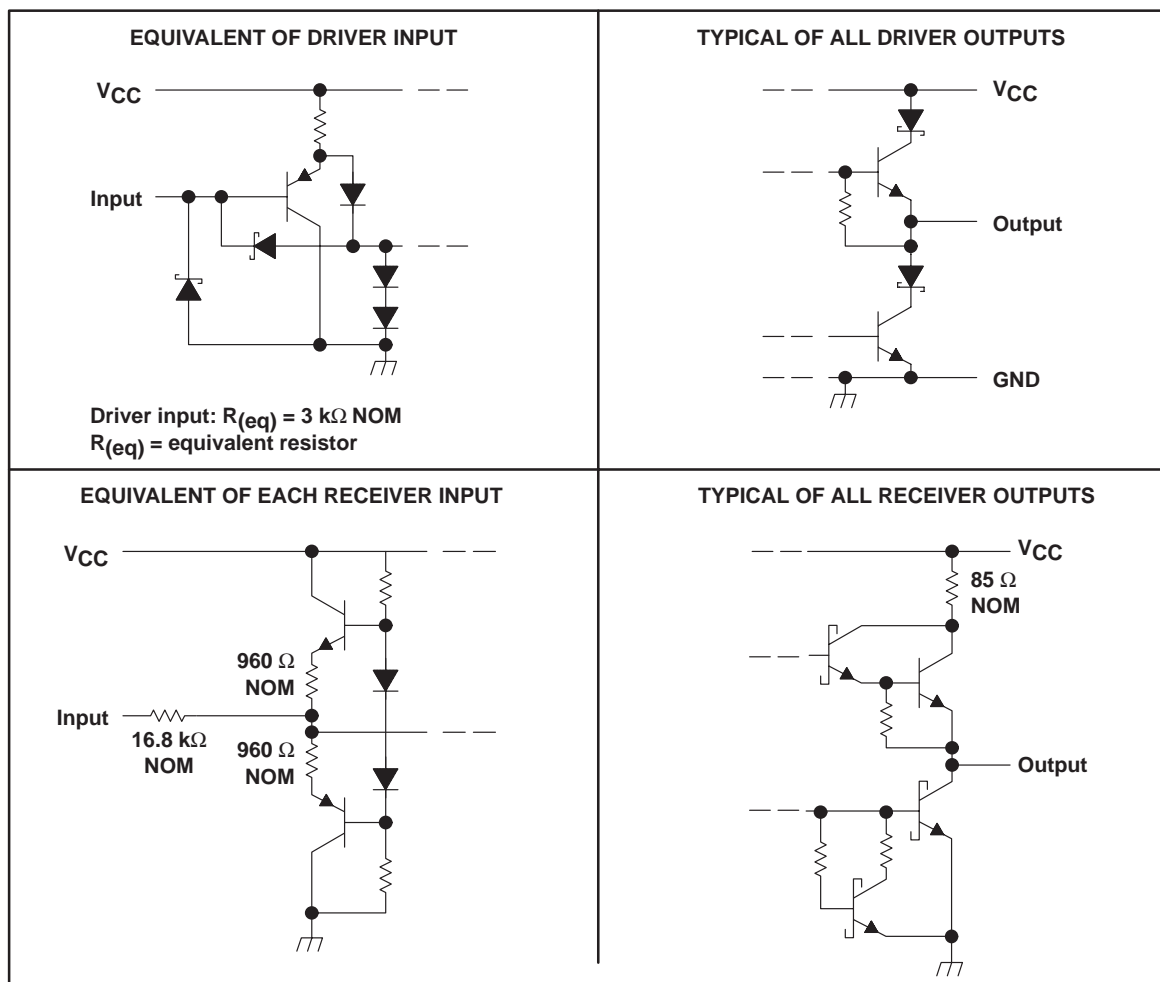 EQUIVALENT OF DRIVER INPUT
VCC
Input
Driver input: R(eq) = 3 kΩ NOM
R(eq) = equivalent resistor
TYPICAL OF ALL DRIVER OUTPUTS
VCC
Output
GND
EQUIVALENT OF EACH RECEIVER INPUT
VCC
960 Ω
NOM
Input
16.8 kΩ
NOM
960 Ω
NOM
TYPICAL OF ALL RECEIVER OUTPUTS
VCC
85 Ω
NOM
Output